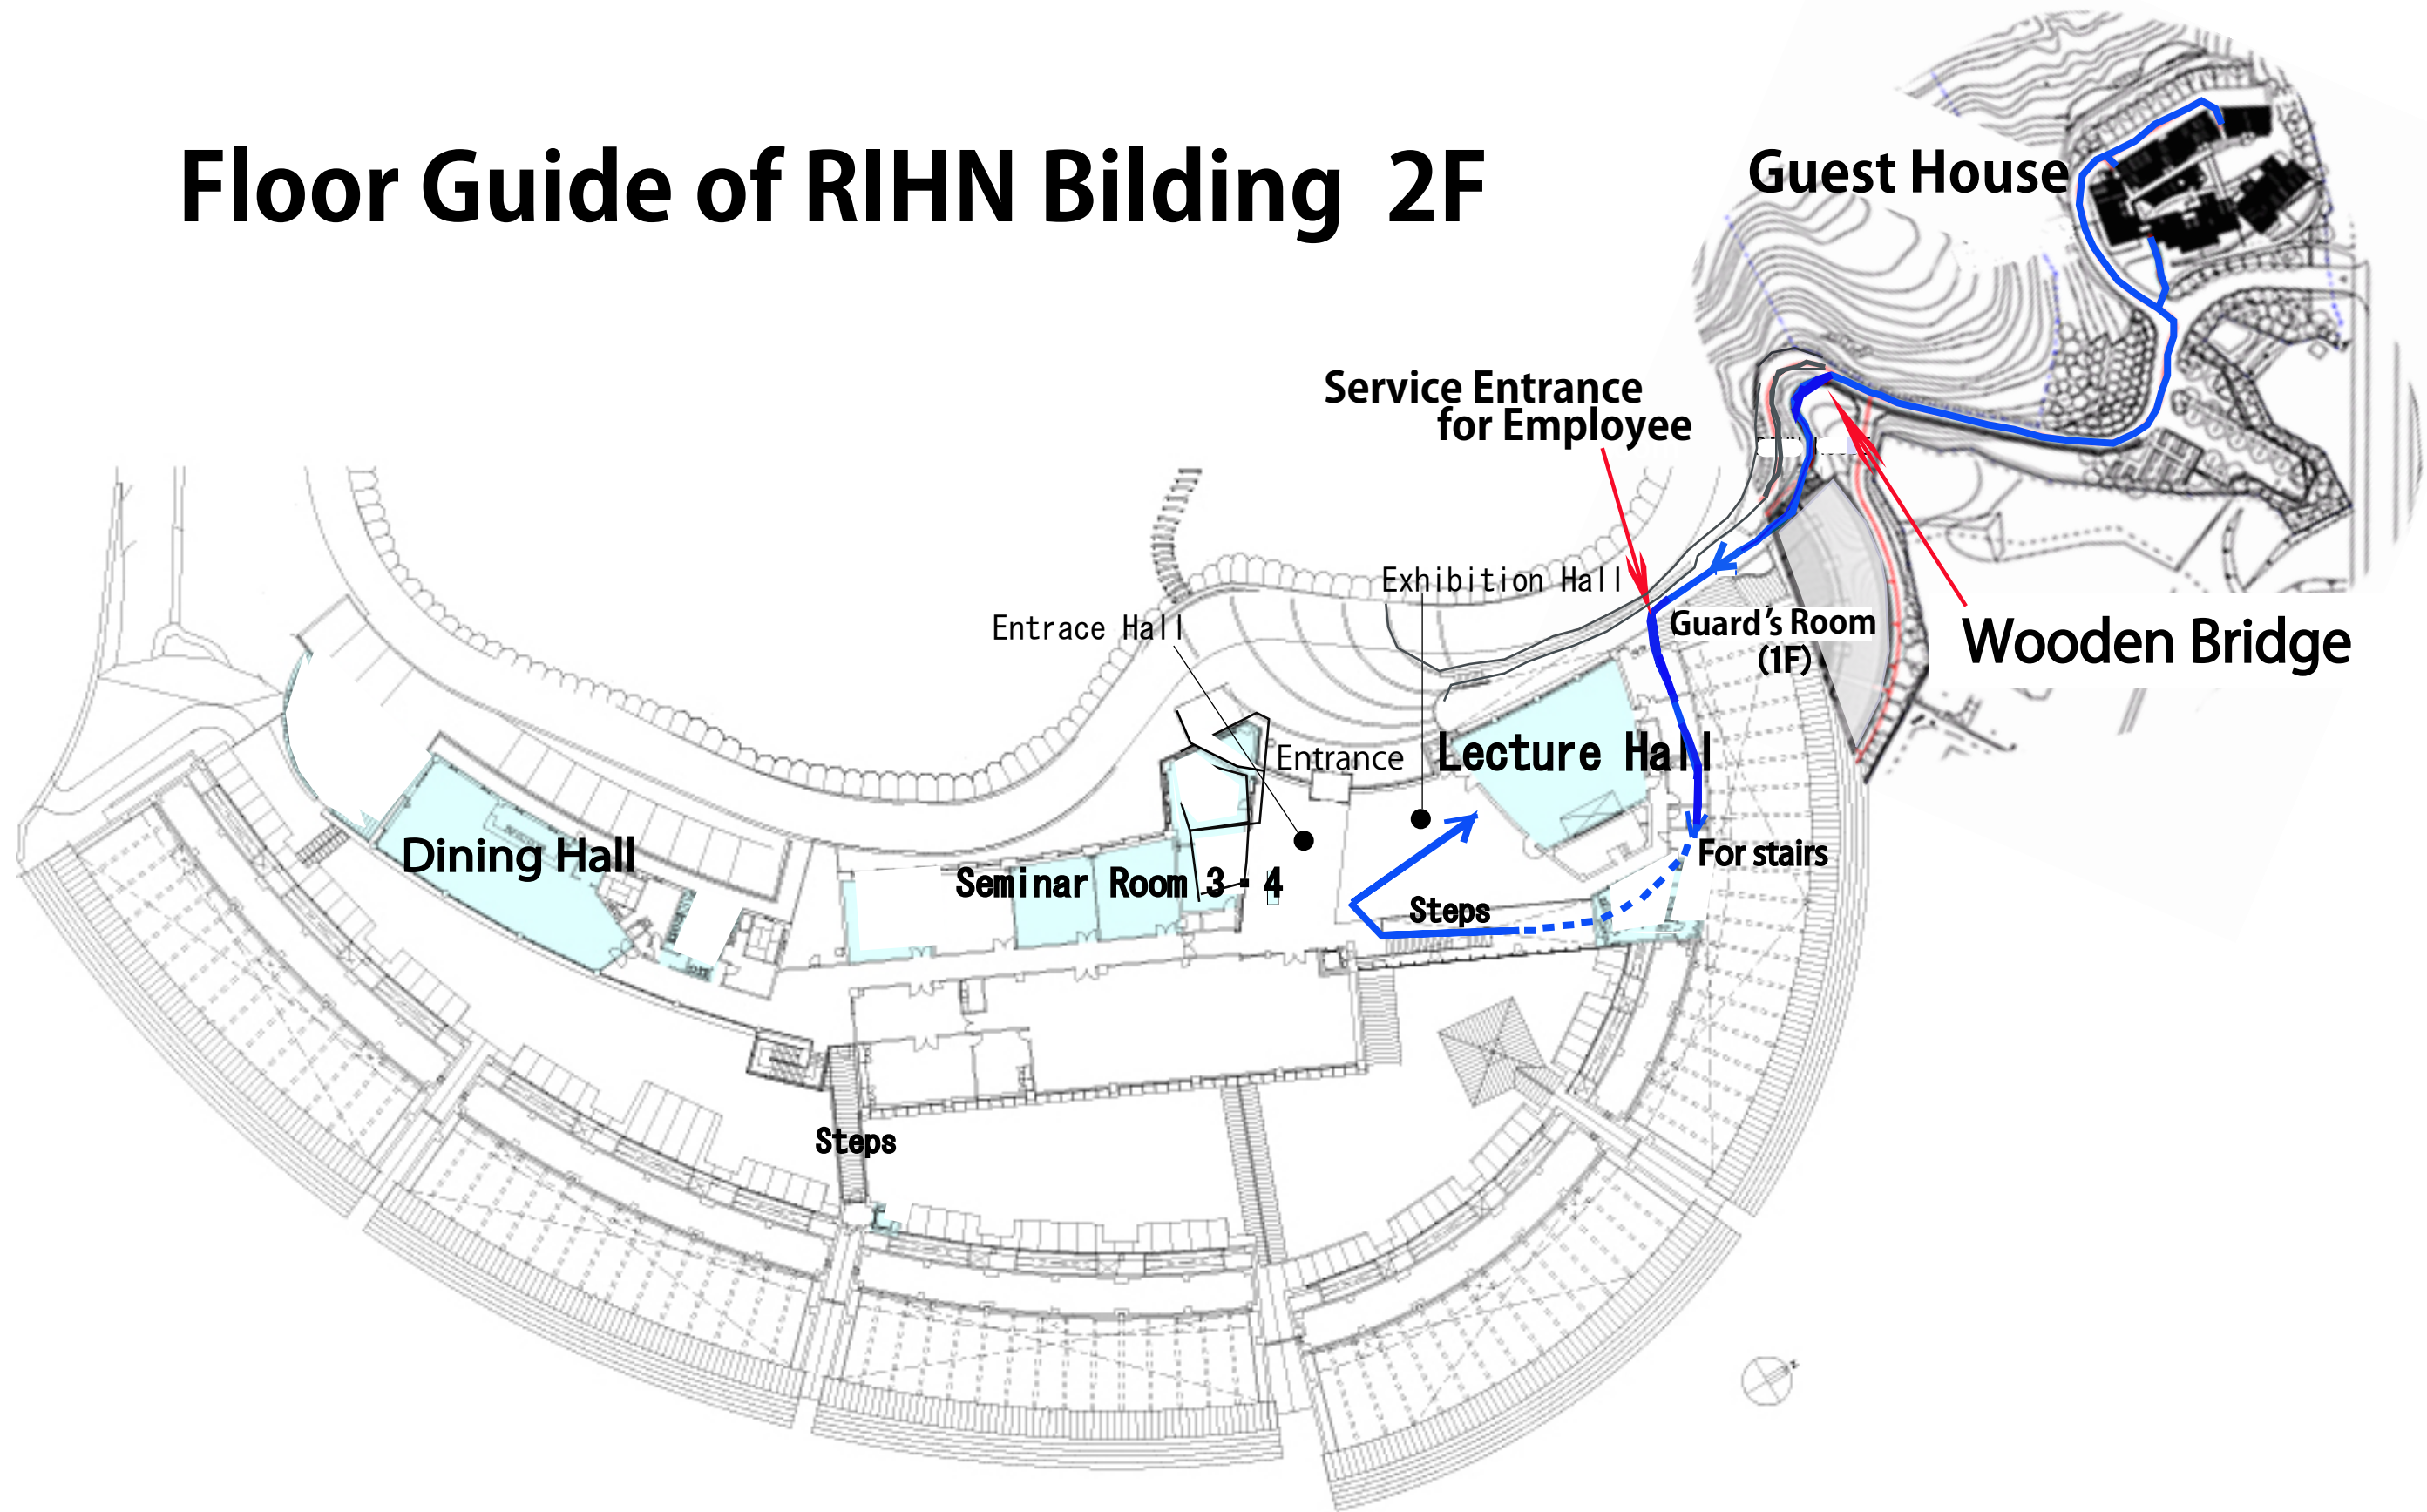 Floor Guide of RIHN Bilding 2F
Guest House
Service Entrance
for Employee
Exhibition Hall
Entrace Hall
Guard's Room
(1F)
Wooden Bridge
Entrance
Lecture Hall
Dining Hall
For stairs
Seminar Room 3 - 4
Steps
Steps